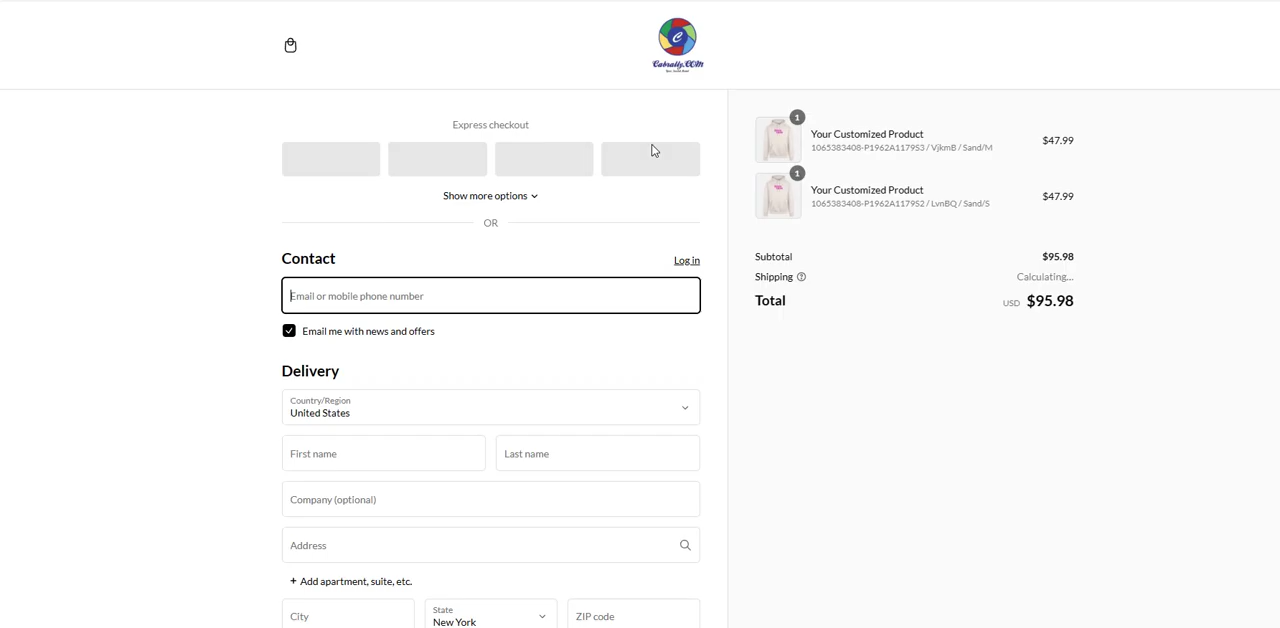 C
Cabrally.COM
Express checkout
Show more options
OR
Contact
Log in
Email or mobile phone number
Email me with news and offers
Delivery
Country/Region
United States
First name
Last name
Company (optional)
Address
+ Add apartment, suite, etc.
City
State
New York
ZIP code
1
Your Customized Product
1065383408-P1962A1179S3 / VjkmB / Sand/M
$47.99
1
Your Customized Product
1065383408-P1962A1179S2 / LvnBQ / Sand/S
$47.99
Subtotal
$95.98
Shipping
Calculating...
Total
USD $95.98